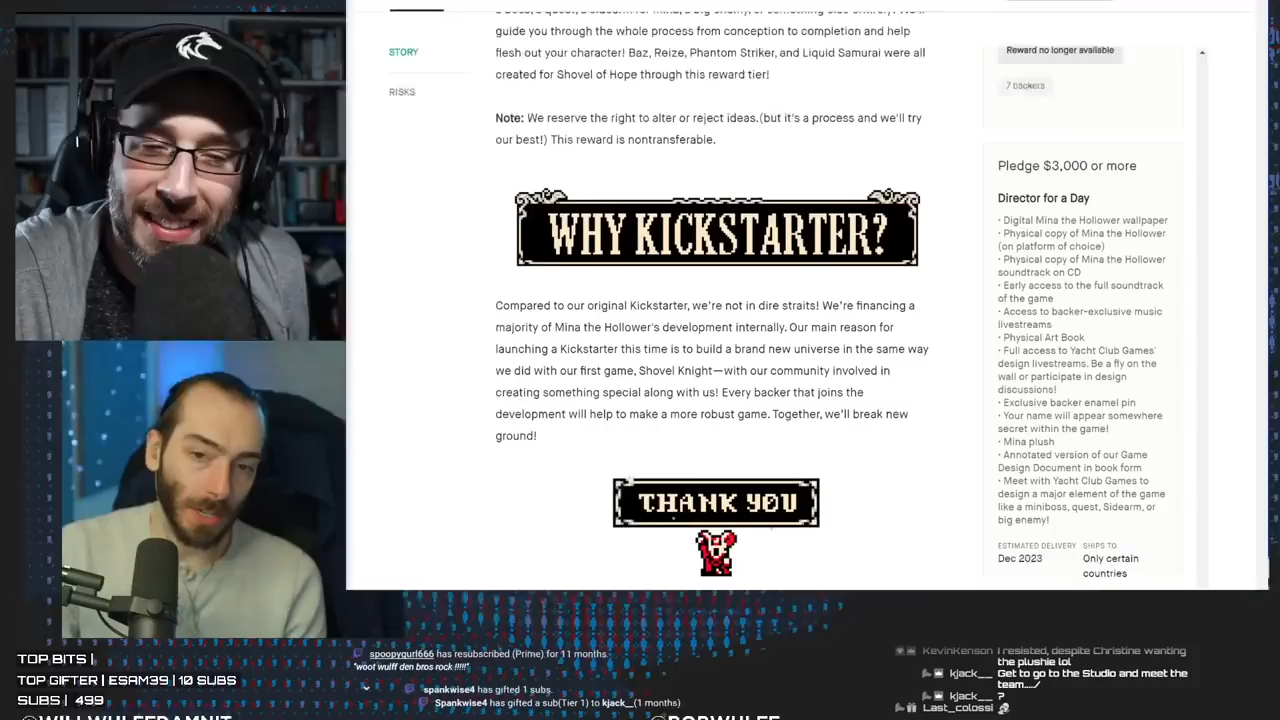 STORY
RISKS
guide you through the whole process from conception to completion and help
flesh out your character! Baz, Reize, Phantom Striker, and Liquid Samurai were all
created for Shovel of Hope through this reward tier!
Note: We reserve the right to alter or reject ideas.(but it's a process and we'll try
our best!) This reward is nontransferable.
WHY KICKSTARTER?
Compared to our original Kickstarter, we're not in dire straits! We're financing a
majority of Mina the Hollower's development internally. Our main reason for
launching a Kickstarter this time is to build a brand new universe in the same way
we did with our first game, Shovel Knight—with our community involved in
creating something special along with us! Every backer that joins the
development will help to make a more robust game. Together, we'll break new
ground!
THANK YOU
Reward no longer available
7 backers
Pledge $3,000 or more
Director for a Day
• Digital Mina the Hollower wallpaper
• Physical copy of Mina the Hollower
(on platform of choice)
• Physical copy of Mina the Hollower
soundtrack on CD
• Early access to the full soundtrack
of the game
• Access to backer-exclusive music
livestreams
• Physical Art Book
• Full access to Yacht Club Games'
design livestreams. Be a fly on the
wall or participate in design
discussions!
• Exclusive backer enamel pin
• Your name will appear somewhere
secret within the game!
• Mina plush
• Annotated version of our Game
Design Document in book form
• Meet with Yacht Club Games to
design a major element of the game
like a miniboss, quest, Sidearm, or
big enemy!
ESTIMATED DELIVERY
Dec 2023
SHIPS TO
Only certain
countries
TOP BITS |
TOP GIFTER | ESAM39 | 10 SUBS
SUBS | 499
@WILLWULFFDAMNIT
spoopygurl666 has resubscribed (Prime) for 11 months.
"woot wulff den bros rock !!!!!"
spankwise4 has gifted 1 subs.
Spankwise4 has gifted a sub(Tier 1) to kjack__(1 months)
@BOBWULFF
KevinKenson I resisted, despite Christine wanting
the plushie lol
kjack__ Get to go to the Studio and meet the
team..../
kjack__ ?
Last_colossi